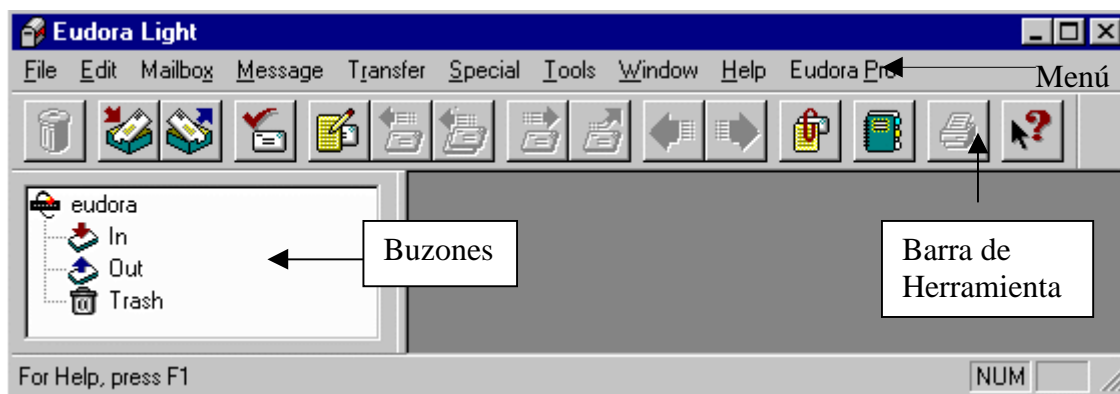 Eudora Light
File Edit Mailbox Message Transfer Special Tools Window Help Eudora Pro
Menú
eudora
In
Out
Trash
Buzones
Barra de
Herramienta
For Help, press F1
NUM